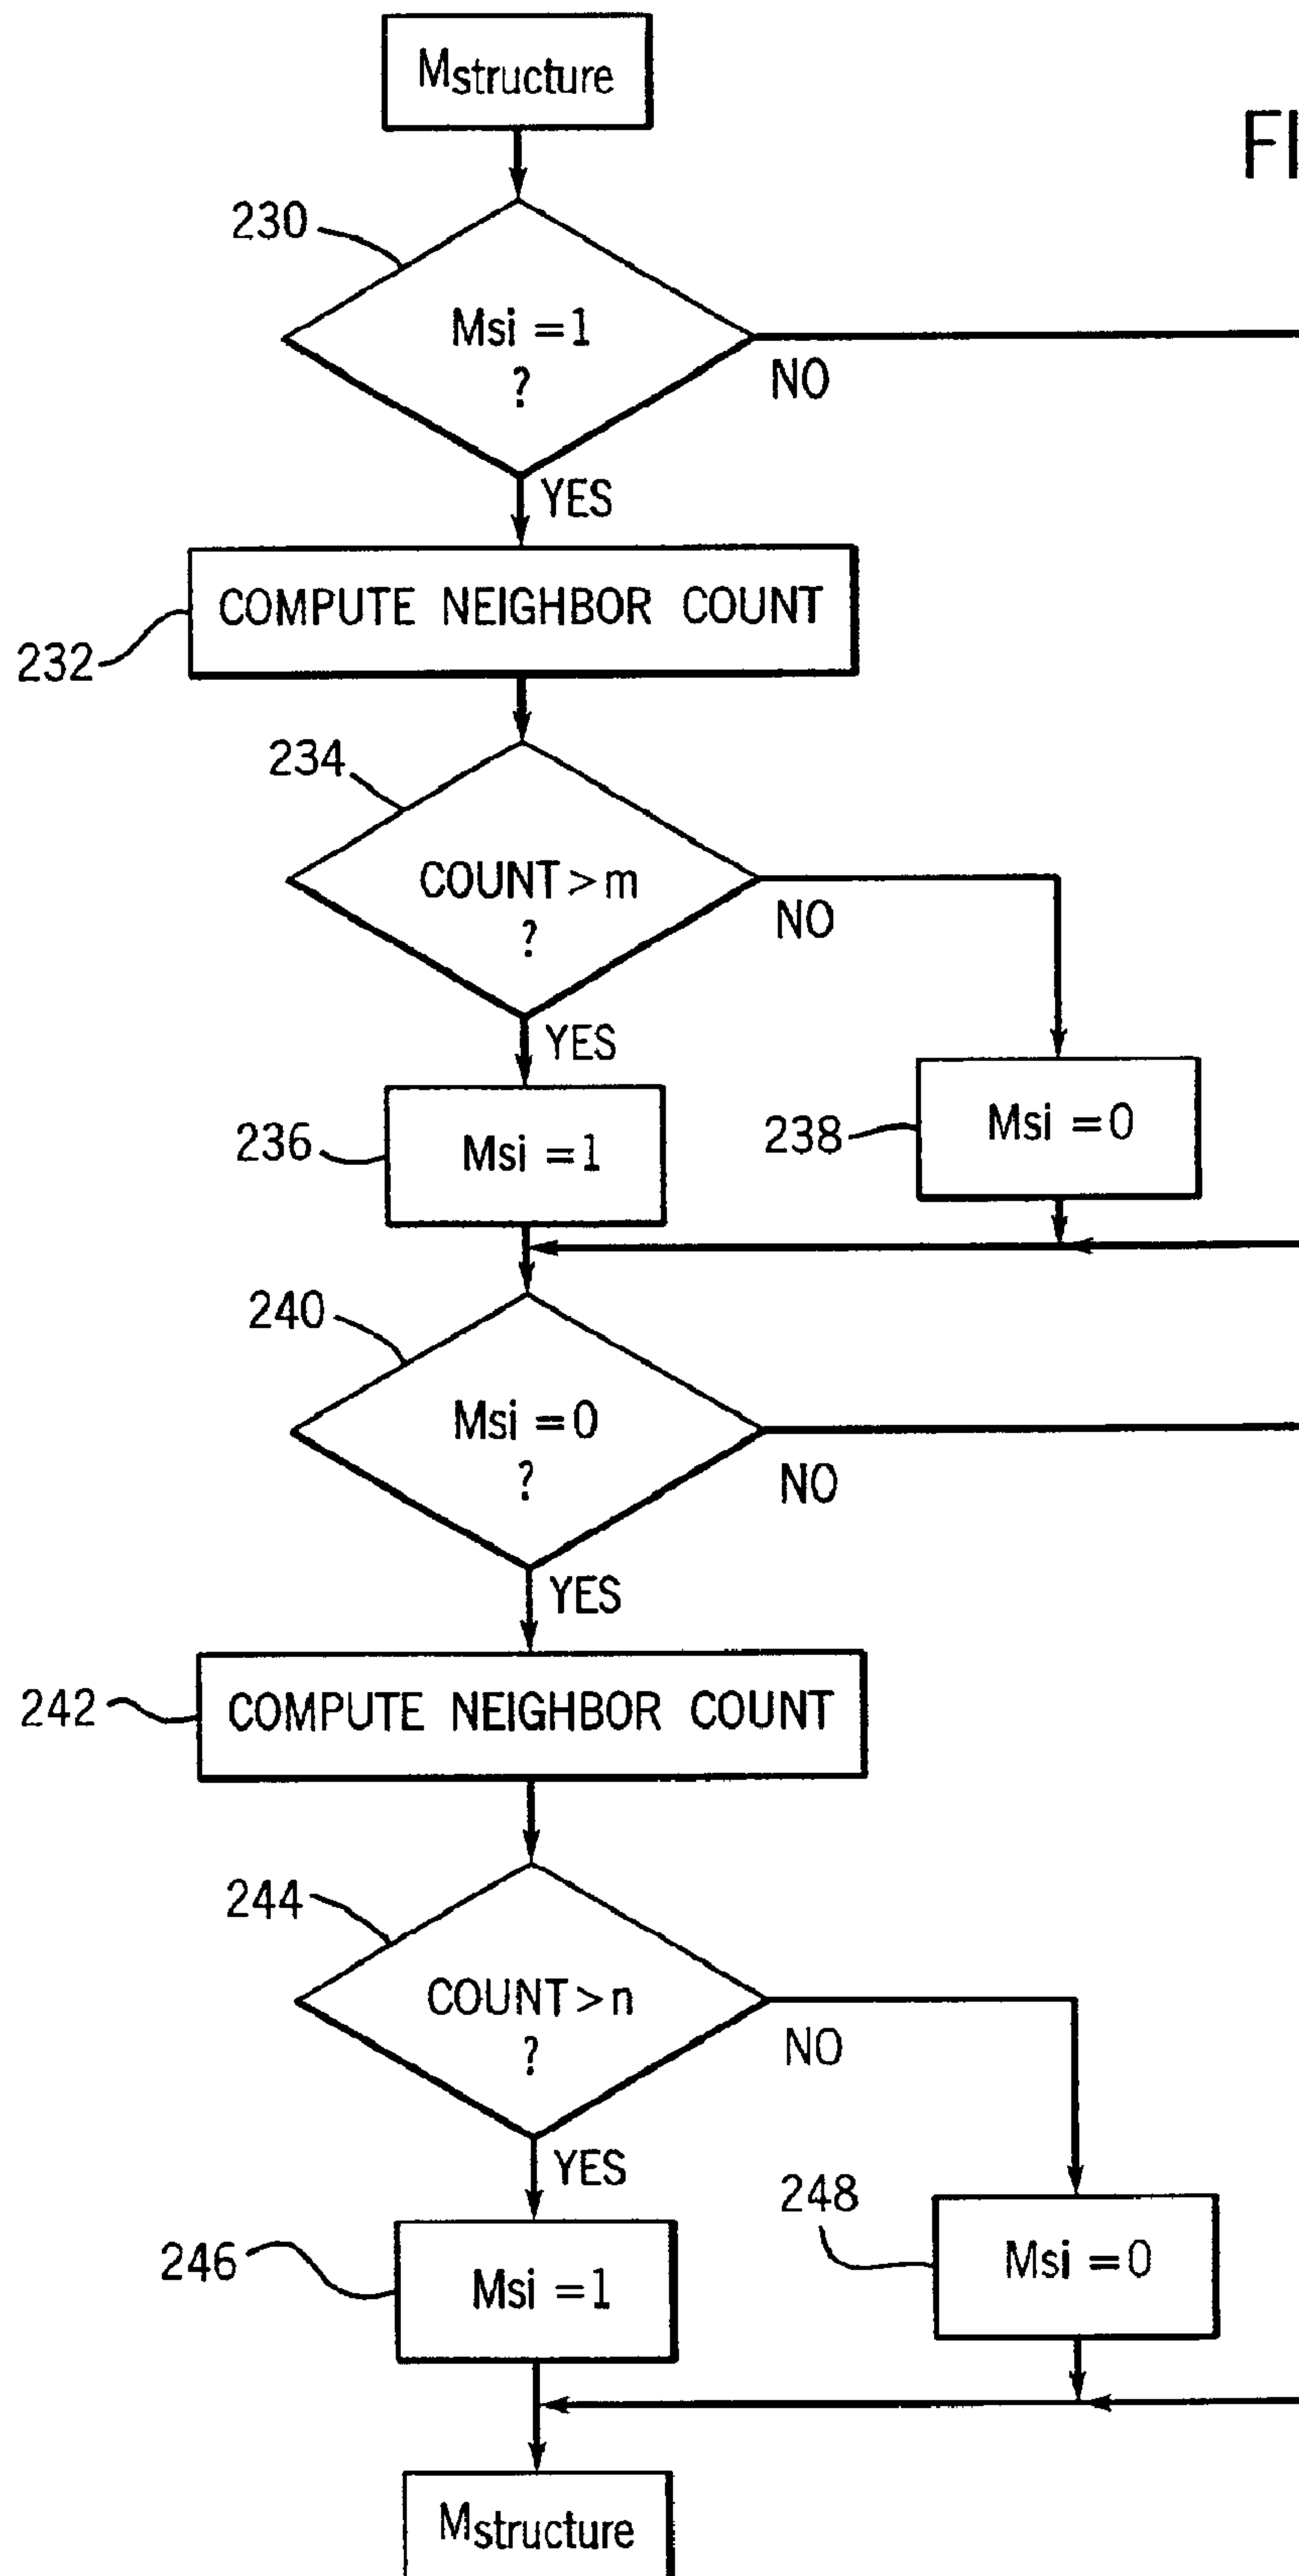 Mstructure
FI
230
Msi = 1
?
NO
YES
COMPUTE NEIGHBOR COUNT
232
234
COUNT > m
?
NO
YES
236
Msi = 1
238
Msi = 0
240
Msi = 0
?
NO
YES
242
COMPUTE NEIGHBOR COUNT
244
COUNT > n
?
NO
YES
246
Msi = 1
248
Msi = 0
Mstructure